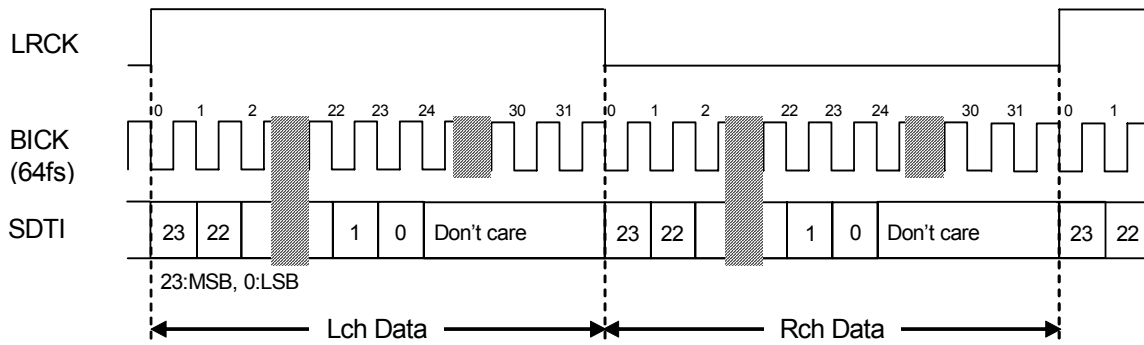 LRCK
0 1 2 22 23 24 30 31 0 1 2 22 23 24 30 31 0 1
BICK
(64fs)
SDTI 23 22 1 0 Don't care 23 22 1 0 Don't care 23 22
23:MSB, 0:LSB
Lch Data Rch Data